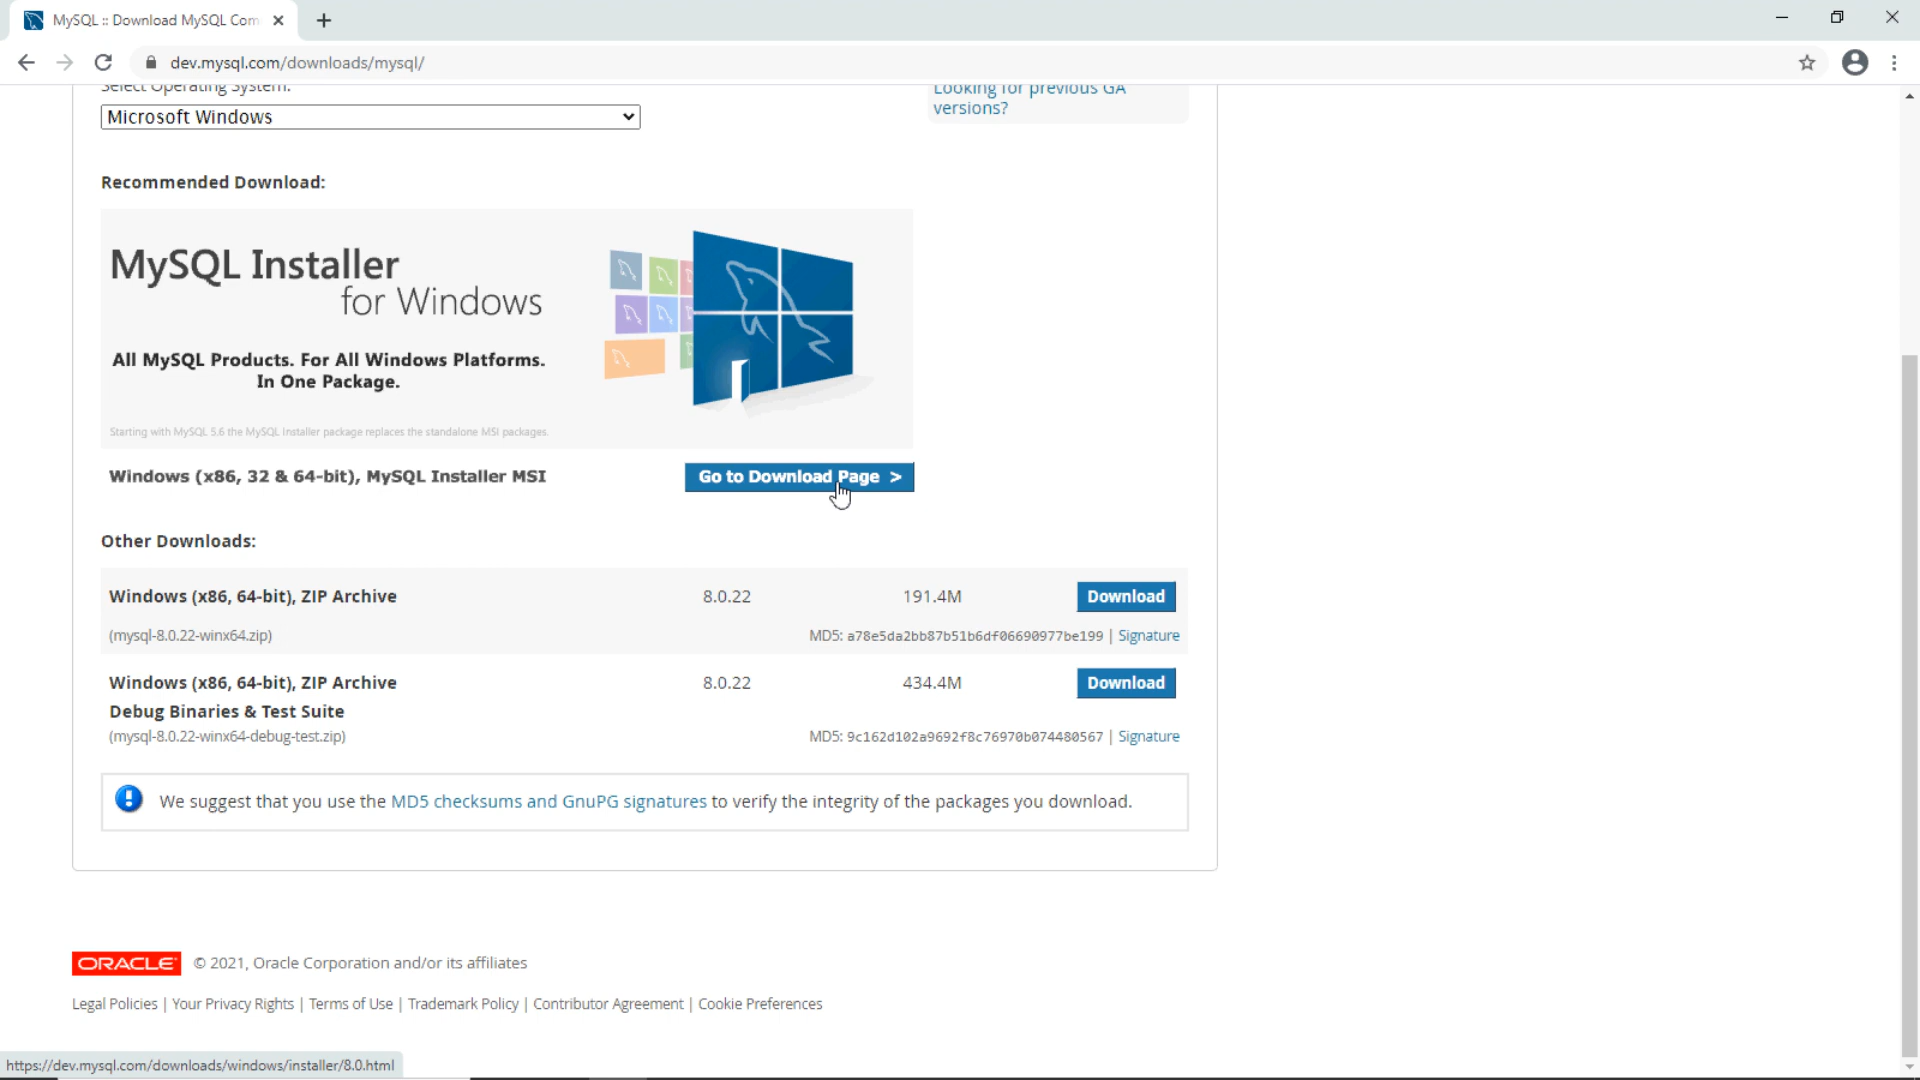 MySQL :: Download MySQL Com
dev.mysql.com/downloads/mysql/
Select Operating System:
Looking for previous GA
versions?
Microsoft Windows
Recommended Download:
MySQL Installer
for Windows
All MySQL Products. For All Windows Platforms.
In One Package.
Starting with MySQL 5.6 the MySQL Installer package replaces the standalone MSI packages.
Windows (x86, 32 & 64-bit), MySQL Installer MSI
Go to Download Page >
Other Downloads:
Windows (x86, 64-bit), ZIP Archive 8.0.22 191.4M Download
(mysql-8.0.22-winx64.zip) MD5: a78e5da2bb87b51b6df06690977be199 | Signature
Windows (x86, 64-bit), ZIP Archive 8.0.22 434.4M Download
Debug Binaries & Test Suite
(mysql-8.0.22-winx64-debug-test.zip) MD5: 9c162d102a9692f8c76970b074480567 | Signature
We suggest that you use the MD5 checksums and GnuPG signatures to verify the integrity of the packages you download.
ORACLE © 2021, Oracle Corporation and/or its affiliates
Legal Policies | Your Privacy Rights | Terms of Use | Trademark Policy | Contributor Agreement | Cookie Preferences
https://dev.mysql.com/downloads/windows/installer/8.0.html